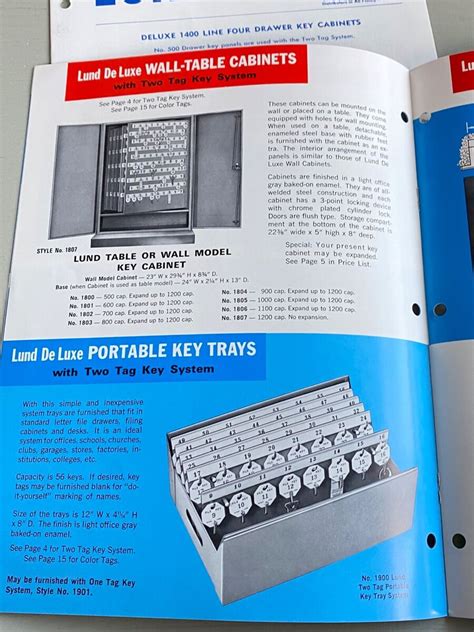 DELUXE 1400 LINE FOUR DRAWER KEY CABINETS
No. 500 Drawer key panels are used with the Two Tag System.
Lund De Luxe WALL-TABLE CABINETS
with Two Tag Key System
See Page 4 for Two Tag Key System.
See Page 15 for Color Tags.
STYLE No. 1807
LUND TABLE OR WALL MODEL
KEY CABINET
These cabinets can be mounted on the
wall or placed on a table. They come
equipped with holes for wall mounting.
When used on a table, detachable
enameled steel base with rubber feet
is furnished with the cabinet as an ex-
tra. The interior arrangement of the
panels is similar to those of Lund De
Luxe Wall Cabinets.
Cabinets are finished in a light office
gray baked-on enamel. They are of all-
welded steel construction and each
cabinet has a 3-point locking device
with chrome plated cylinder lock.
Doors are flush type. Storage compart-
ment at the bottom of the cabinet is
wide x 5" high x 8" deep.
Special: Your present key
cabinet may be expanded.
See Page 5 in Price List.
Wall Model Cabinet — 23" W x
Base (when Cabinet is used as table model) — 24" W x
No. 1800 — 500 cap. Expand up to 1200 cap.
No. 1801 — 600 cap. Expand up to 1200 cap.
No. 1802 — 700 cap. Expand up to 1200 cap.
No. 1803 — 800 cap. Expand up to 1200 cap.
No. 1804 — 900 cap. Expand up to 1200 cap.
No. 1805 — 1000 cap. Expand up to 1200 cap.
No. 1806 — 1100 cap. Expand up to 1200 cap.
No. 1807 — 1200 cap. No expansion.
Lund De Luxe PORTABLE KEY TRAYS
with Two Tag Key System
With this simple and inexpensive
system trays are furnished that fit in
standard letter file drawers, filing
cabinets and desks. It is an ideal
system for offices, schools, churches,
clubs, garages, stores, factories, in-
stitutions, colleges, etc.
Capacity is 56 keys. If desired, key
tags may be furnished blank for "do-
it-yourself" marking of names.
Size of the trays is 12" W x
x 8" D. The finish is light office gray
baked-on enamel.
See Page 4 for Two Tag Key System.
See Page 15 for Color Tags.
May be furnished with One Tag Key
System, Style No. 1901.
No. 1900 Lund
Two Tag Portable
Key Tray System